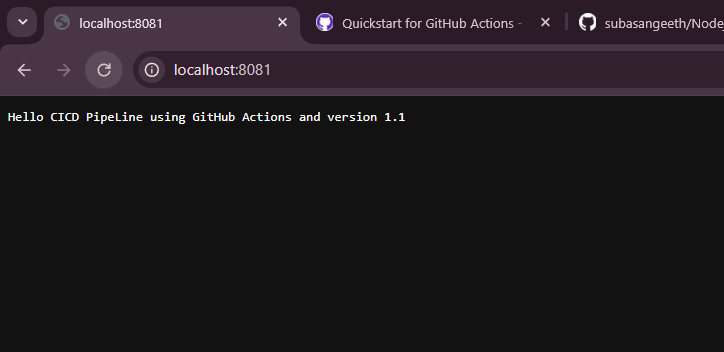 localhost:8081
Quickstart for GitHub Actions -
subasangeeth/Node
localhost:8081
Hello CICD PipeLine using GitHub Actions and version 1.1